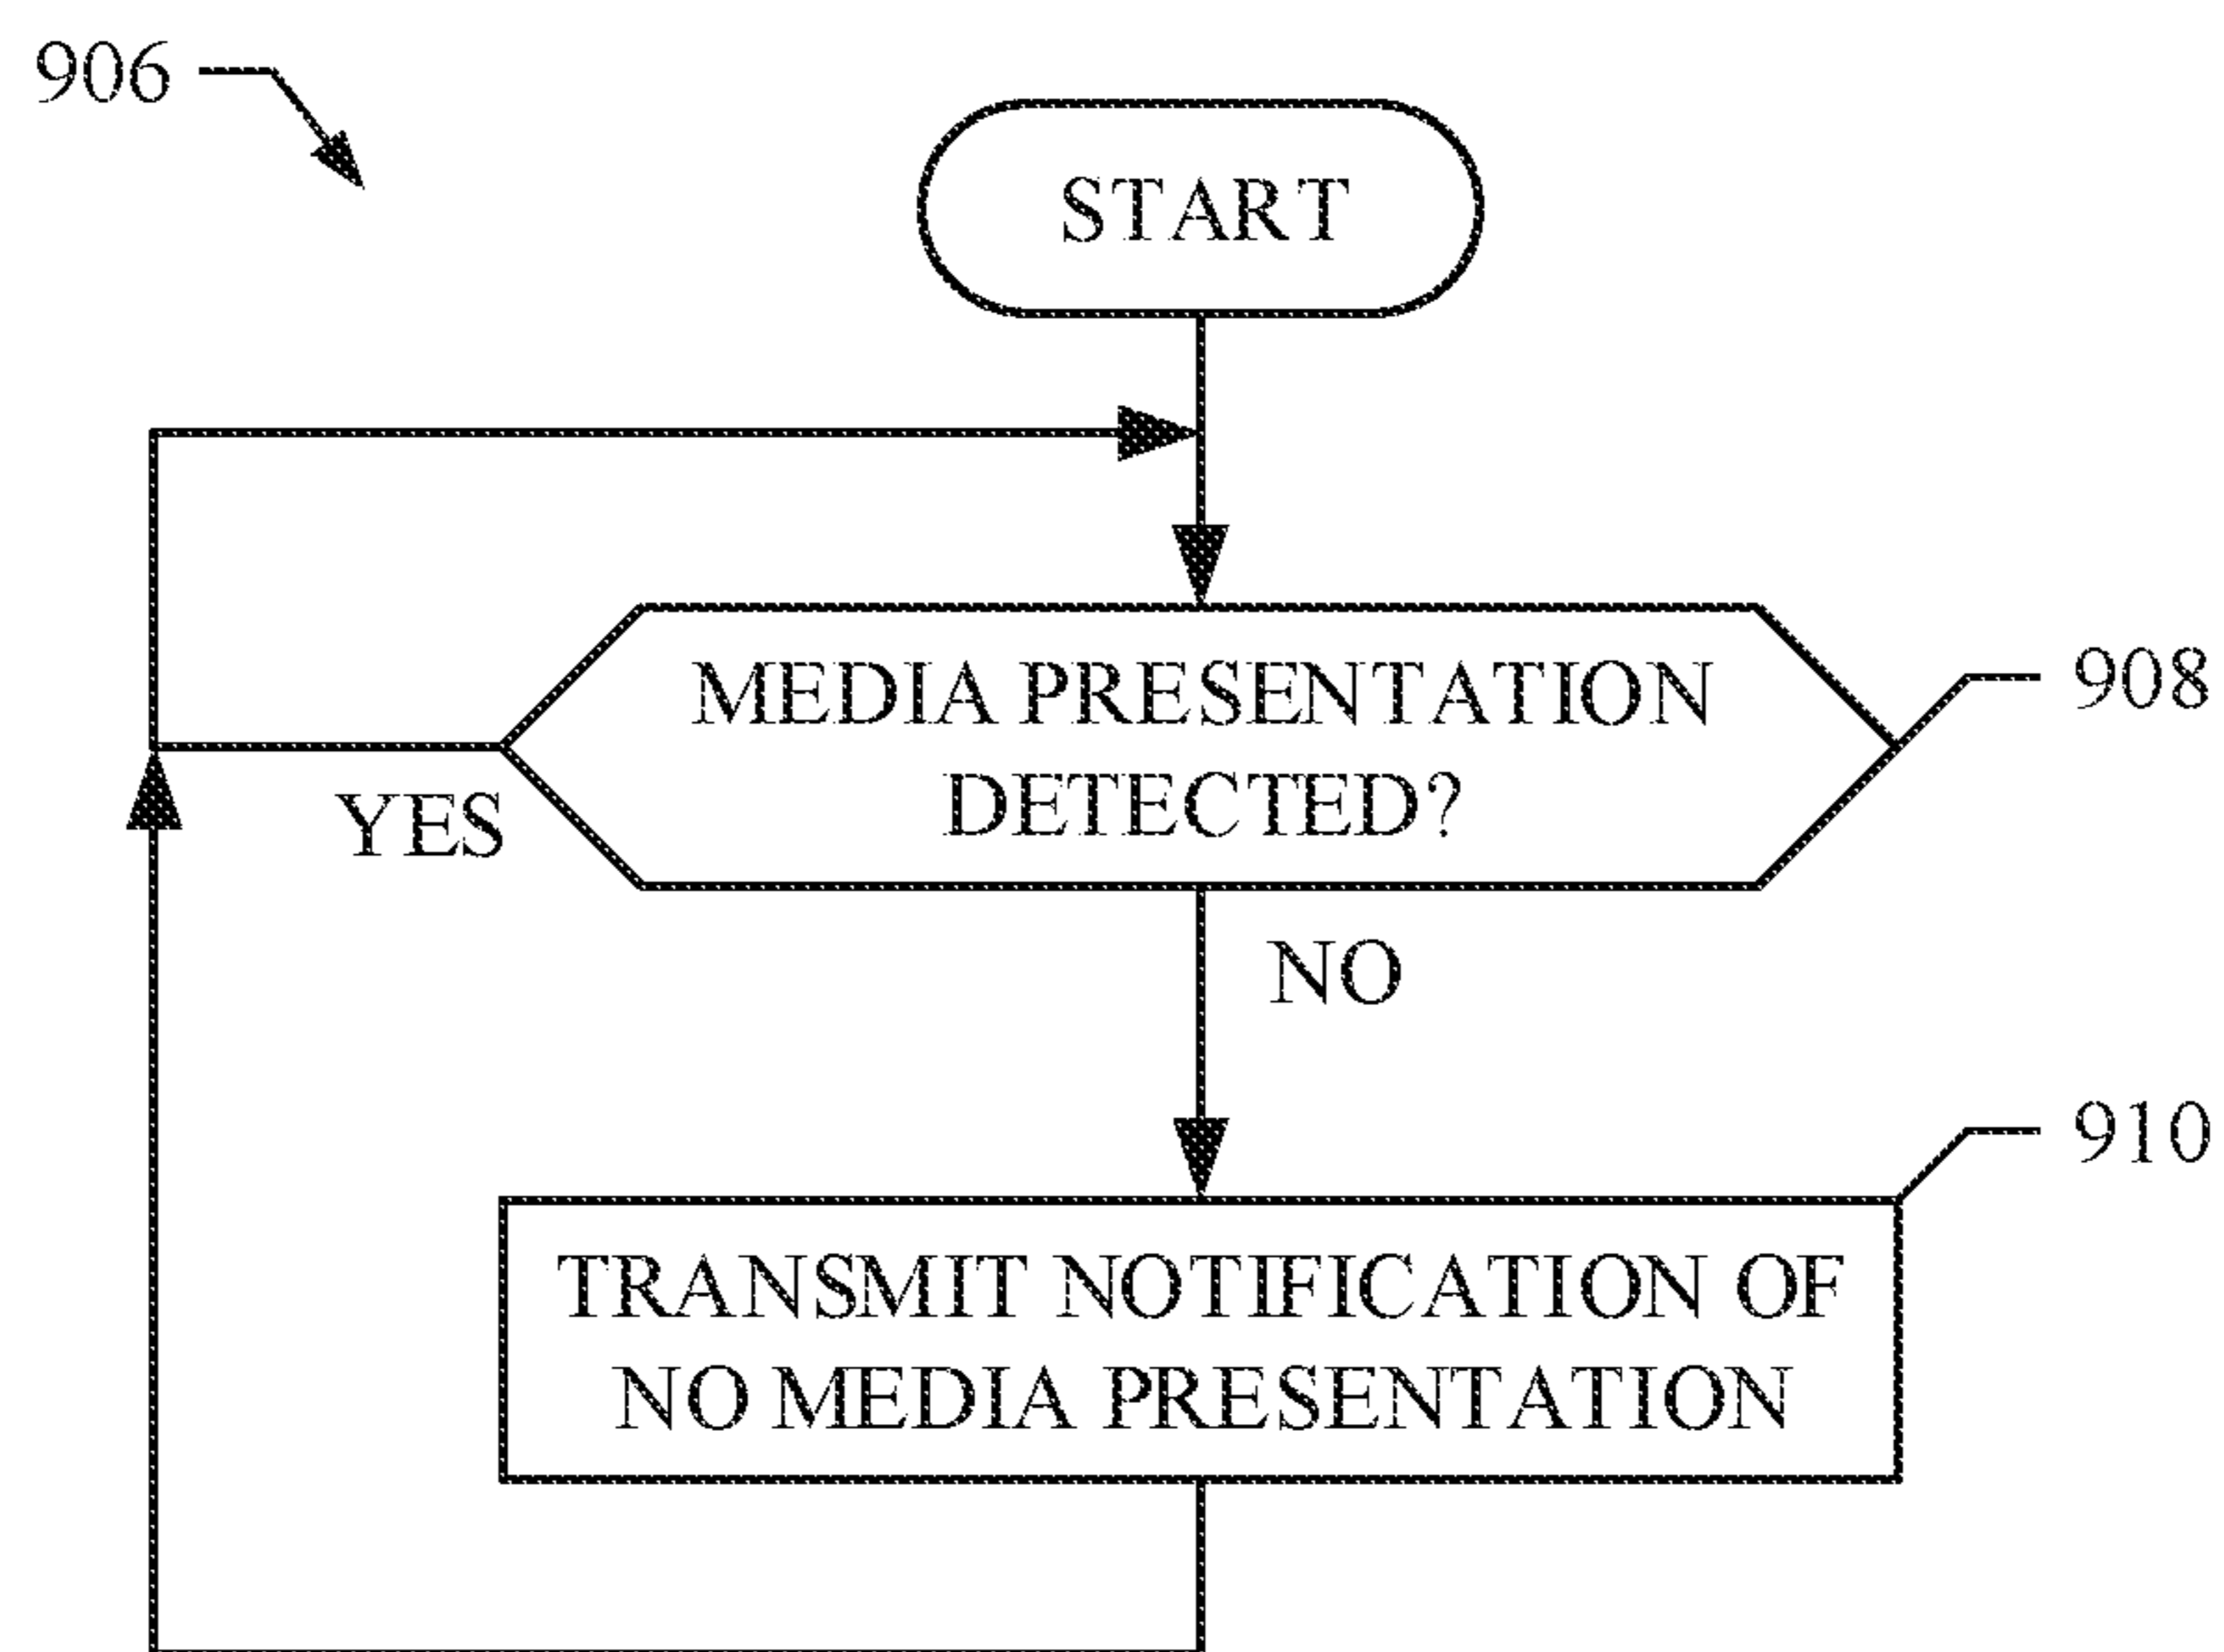 906
START
MEDIA PRESENTATION
DETECTED?
908
YES
NO
910
TRANSMIT NOTIFICATION OF
NO MEDIA PRESENTATION